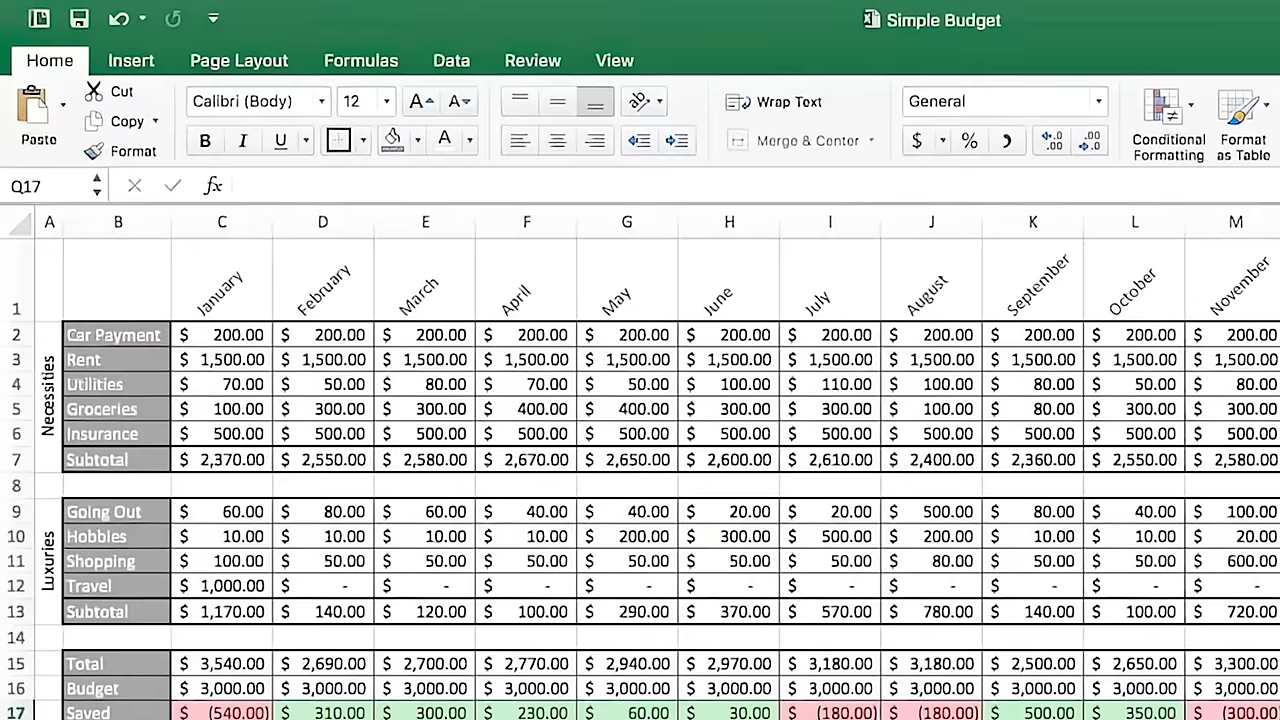 Simple Budget
Home Insert Page Layout Formulas Data Review View
Paste Cut Copy Format
Calibri (Body) 12 A A ab Wrap Text General
B I U A Merge & Center $ % Conditional Formatting Format as Table
Q17 fx
A B C D E F G H I J K L M
1 January February March April May June July August September October November
Necessities
2 Car Payment $ 200.00 $ 200.00 $ 200.00 $ 200.00 $ 200.00 $ 200.00 $ 200.00 $ 200.00 $ 200.00 $ 200.00 $ 200.00
3 Rent $ 1,500.00 $ 1,500.00 $ 1,500.00 $ 1,500.00 $ 1,500.00 $ 1,500.00 $ 1,500.00 $ 1,500.00 $ 1,500.00 $ 1,500.00 $ 1,500.00
4 Utilities $ 70.00 $ 50.00 $ 80.00 $ 70.00 $ 50.00 $ 100.00 $ 110.00 $ 100.00 $ 80.00 $ 50.00 $ 80.00
5 Groceries $ 100.00 $ 300.00 $ 300.00 $ 400.00 $ 400.00 $ 300.00 $ 300.00 $ 100.00 $ 80.00 $ 300.00 $ 300.00
6 Insurance $ 500.00 $ 500.00 $ 500.00 $ 500.00 $ 500.00 $ 500.00 $ 500.00 $ 500.00 $ 500.00 $ 500.00 $ 500.00
7 Subtotal $ 2,370.00 $ 2,550.00 $ 2,580.00 $ 2,670.00 $ 2,650.00 $ 2,600.00 $ 2,610.00 $ 2,400.00 $ 2,360.00 $ 2,550.00 $ 2,580.00
8
Luxuries
9 Going Out $ 60.00 $ 80.00 $ 60.00 $ 40.00 $ 40.00 $ 20.00 $ 20.00 $ 500.00 $ 80.00 $ 40.00 $ 100.00
10 Hobbies $ 10.00 $ 10.00 $ 10.00 $ 10.00 $ 200.00 $ 300.00 $ 500.00 $ 200.00 $ 10.00 $ 10.00 $ 20.00
11 Shopping $ 100.00 $ 50.00 $ 50.00 $ 50.00 $ 50.00 $ 50.00 $ 50.00 $ 80.00 $ 50.00 $ 50.00 $ 600.00
12 Travel $ 1,000.00 $ - $ - $ - $ - $ - $ - $ - $ - $ - $ -
13 Subtotal $ 1,170.00 $ 140.00 $ 120.00 $ 100.00 $ 290.00 $ 370.00 $ 570.00 $ 780.00 $ 140.00 $ 100.00 $ 720.00
14
15 Total $ 3,540.00 $ 2,690.00 $ 2,700.00 $ 2,770.00 $ 2,940.00 $ 2,970.00 $ 3,180.00 $ 3,180.00 $ 2,500.00 $ 2,650.00 $ 3,300.00
16 Budget $ 3,000.00 $ 3,000.00 $ 3,000.00 $ 3,000.00 $ 3,000.00 $ 3,000.00 $ 3,000.00 $ 3,000.00 $ 3,000.00 $ 3,000.00 $ 3,000.00
17 Saved $ (540.00) $ 310.00 $ 300.00 $ 230.00 $ 60.00 $ 30.00 $ (180.00) $ (180.00) $ 500.00 $ 350.00 $ (300.00